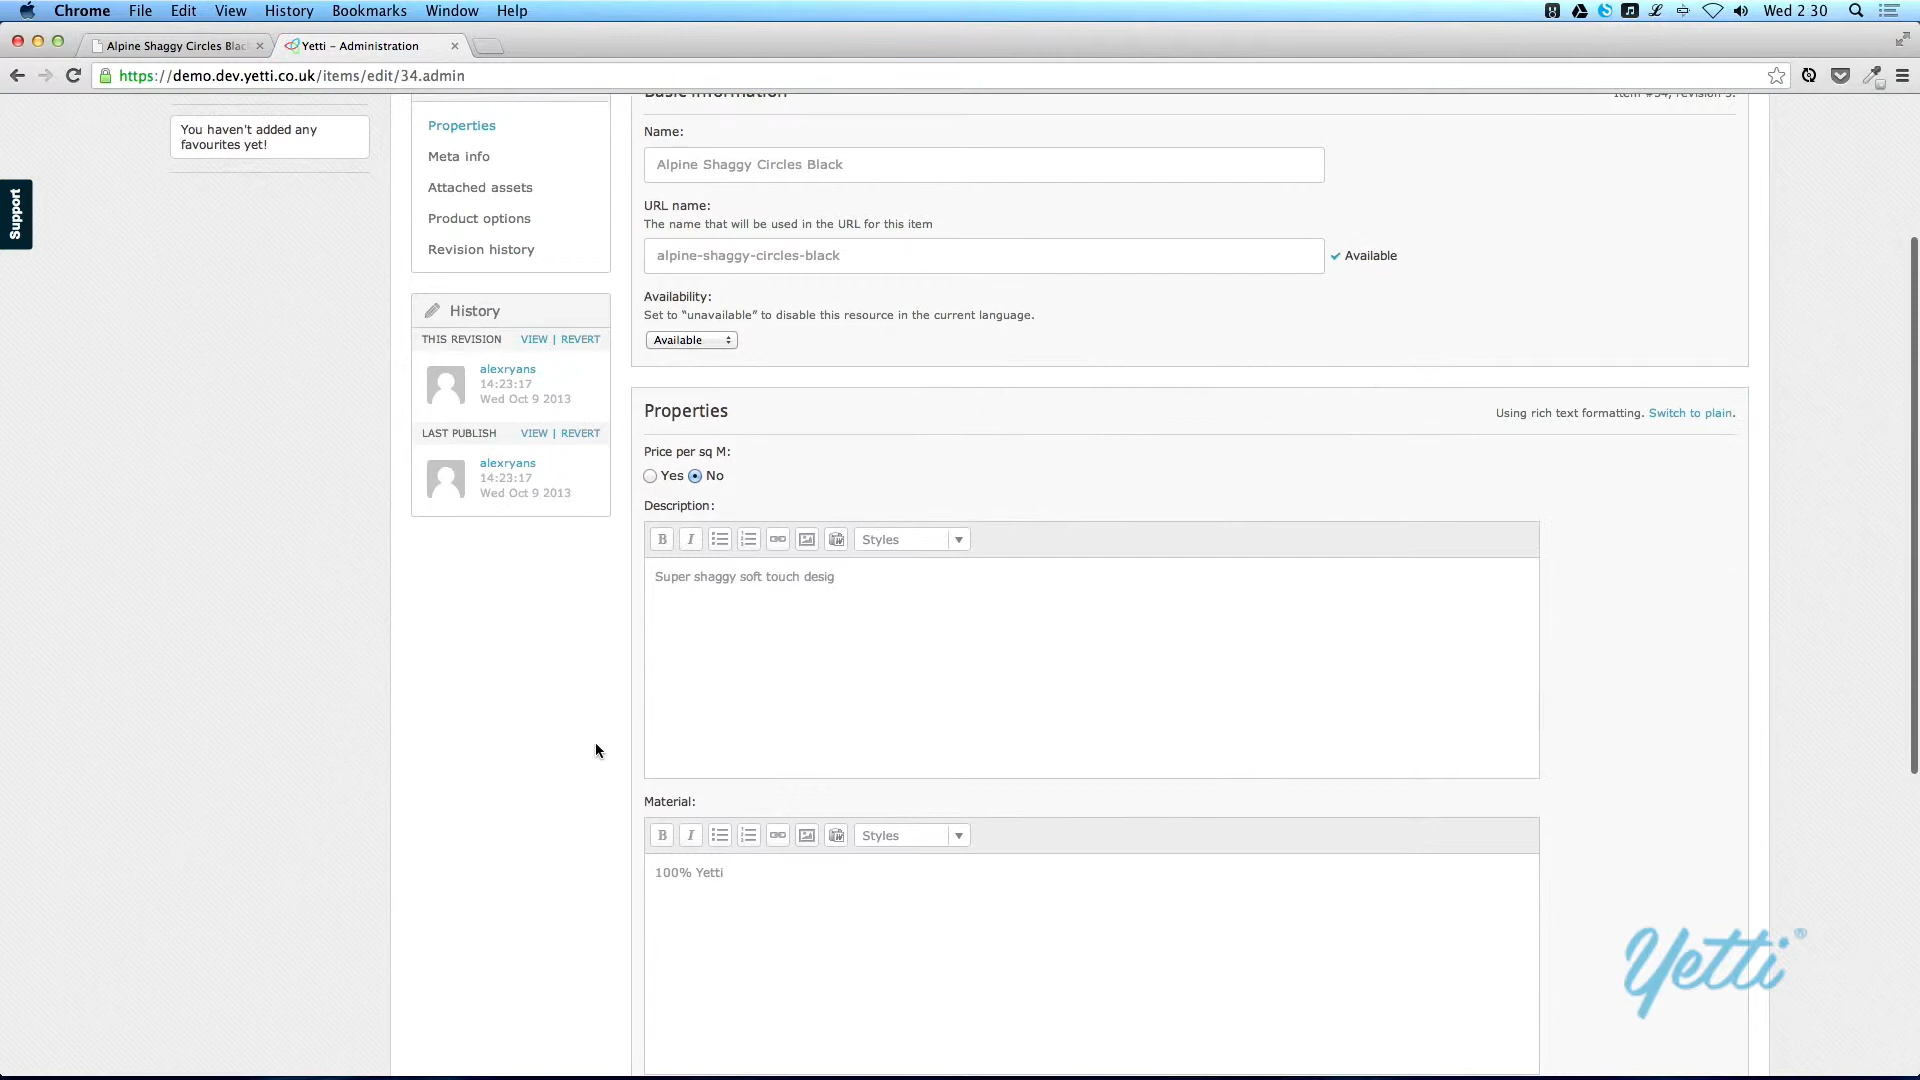 Chrome File Edit View History Bookmarks Window Help
Wed 2 30
Alpine Shaggy Circles Blac
Yetti – Administration
https://demo.dev.yetti.co.uk/items/edit/34.admin
You haven't added any
favourites yet!
Support
Properties
Meta info
Attached assets
Product options
Revision history
History
THIS REVISION VIEW | REVERT
alexryans
14:23:17
Wed Oct 9 2013
LAST PUBLISH VIEW | REVERT
alexryans
14:23:17
Wed Oct 9 2013
Basic Information
Item #34, revision 5.
Name:
Alpine Shaggy Circles Black
URL name:
The name that will be used in the URL for this item
alpine-shaggy-circles-black
Available
Availability:
Set to “unavailable” to disable this resource in the current language.
Available
Properties
Using rich text formatting. Switch to plain.
Price per sq M:
Yes No
Description:
B I Styles
Super shaggy soft touch desig
Material:
B I Styles
100% Yetti
Yetti®